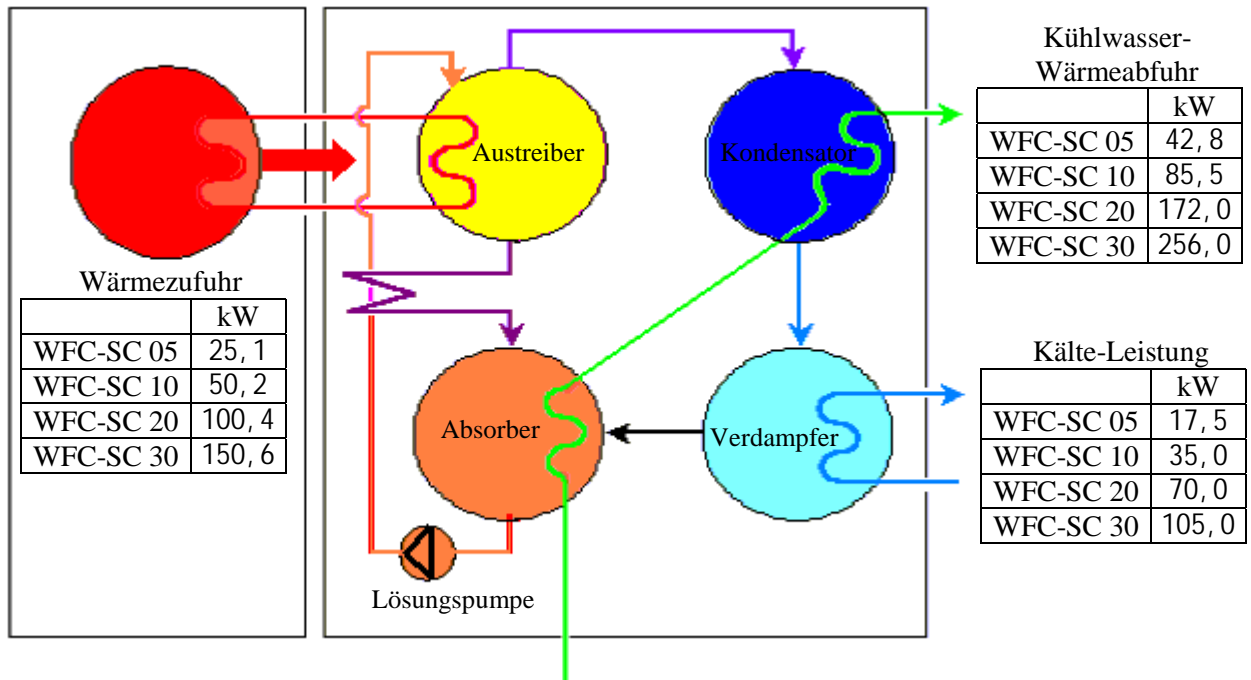 Kühlwasser-
Wärmeabfuhr
kW
WFC-SC 05 42,8
WFC-SC 10 85,5
WFC-SC 20 172,0
WFC-SC 30 256,0
Austreiber
Kondensator
Wärmezufuhr
kW
WFC-SC 05 25,1
WFC-SC 10 50,2
WFC-SC 20 100,4
WFC-SC 30 150,6
Kälte-Leistung
kW
WFC-SC 05 17,5
WFC-SC 10 35,0
WFC-SC 20 70,0
WFC-SC 30 105,0
Absorber
Verdampfer
Lösungspumpe